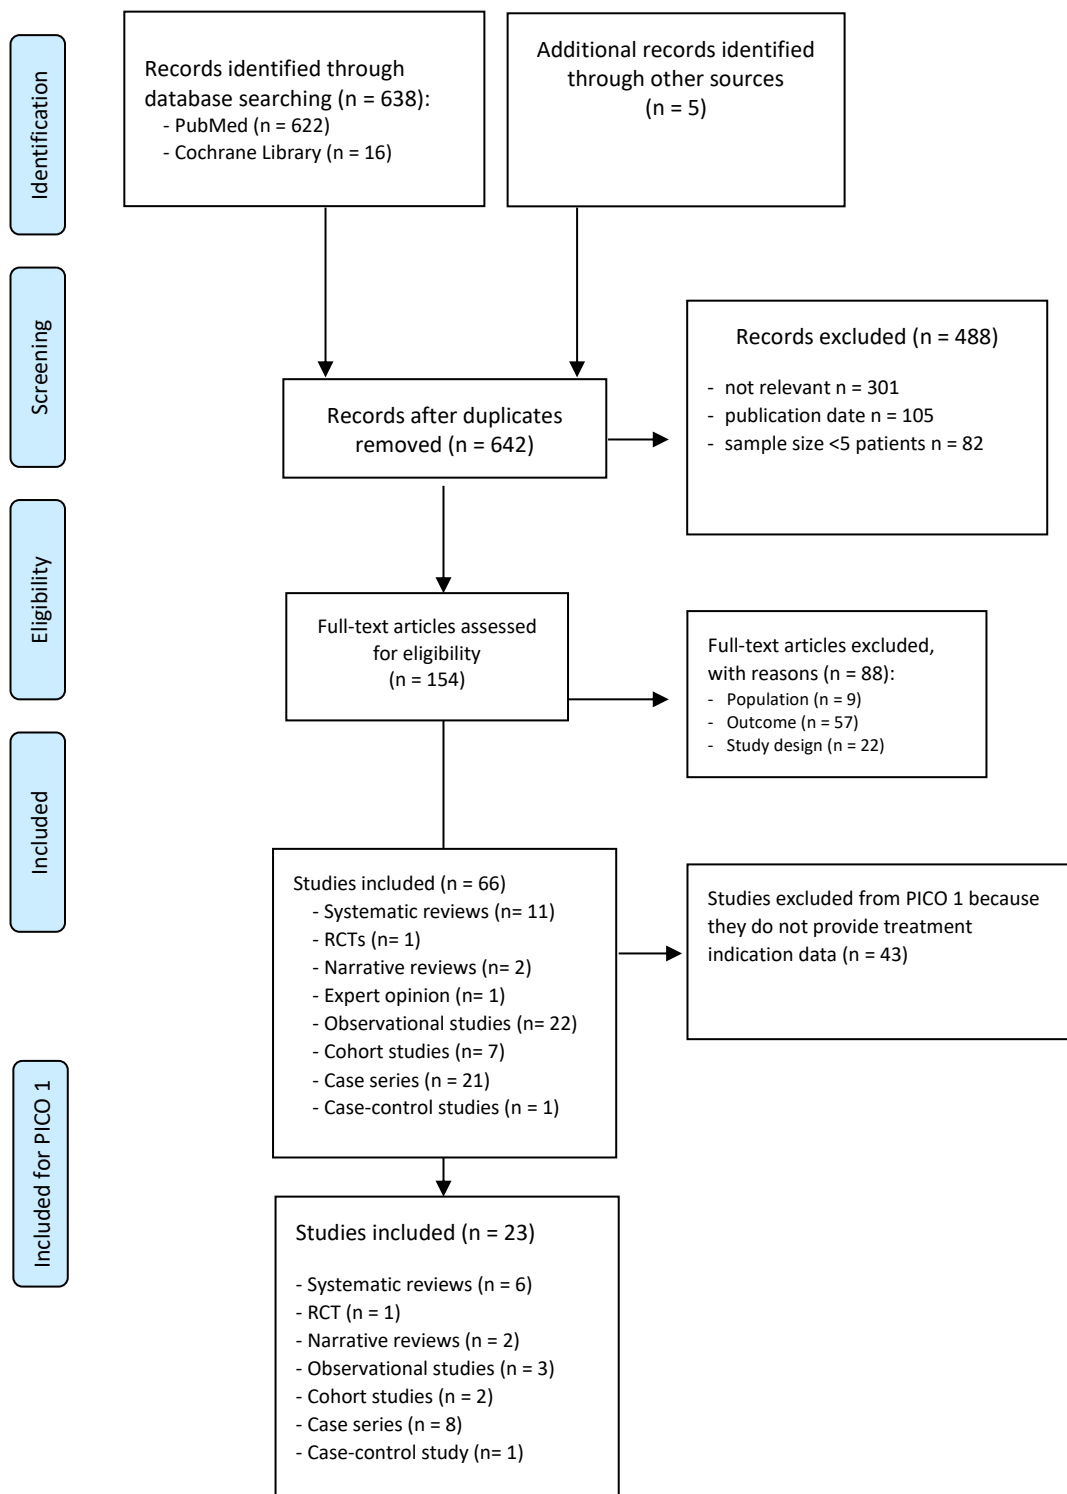 Identification
Records identified through
database searching (n = 638):
- PubMed (n = 622)
- Cochrane Library (n = 16)
Additional records identified
through other sources
(n = 5)
Screening
Records after duplicates
removed (n = 642)
Records excluded (n = 488)
- not relevant n = 301
- publication date n = 105
- sample size <5 patients n = 82
Eligibility
Full-text articles assessed
for eligibility
(n = 154)
Full-text articles excluded,
with reasons (n = 88):
- Population (n = 9)
- Outcome (n = 57)
- Study design (n = 22)
Included
Studies included (n = 66)
- Systematic reviews (n= 11)
- RCTs (n= 1)
- Narrative reviews (n= 2)
- Expert opinion (n= 1)
- Observational studies (n= 22)
- Cohort studies (n= 7)
- Case series (n = 21)
- Case-control studies (n = 1)
Studies excluded from PICO 1 because
they do not provide treatment
indication data (n = 43)
Included for PICO 1
Studies included (n = 23)
- Systematic reviews (n = 6)
- RCT (n = 1)
- Narrative reviews (n = 2)
- Observational studies (n = 3)
- Cohort studies (n = 2)
- Case series (n = 8)
- Case-control study (n= 1)